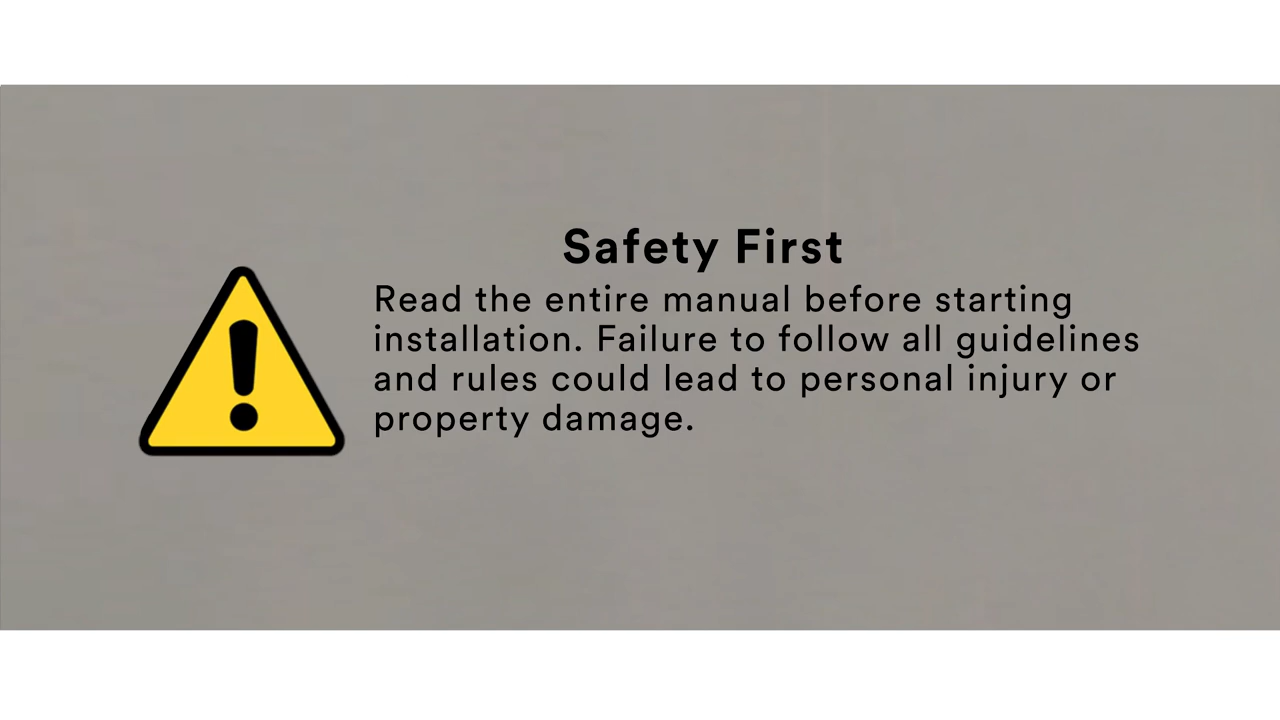 Safety First
Read the entire manual before starting
installation. Failure to follow all guidelines
and rules could lead to personal injury or
property damage.